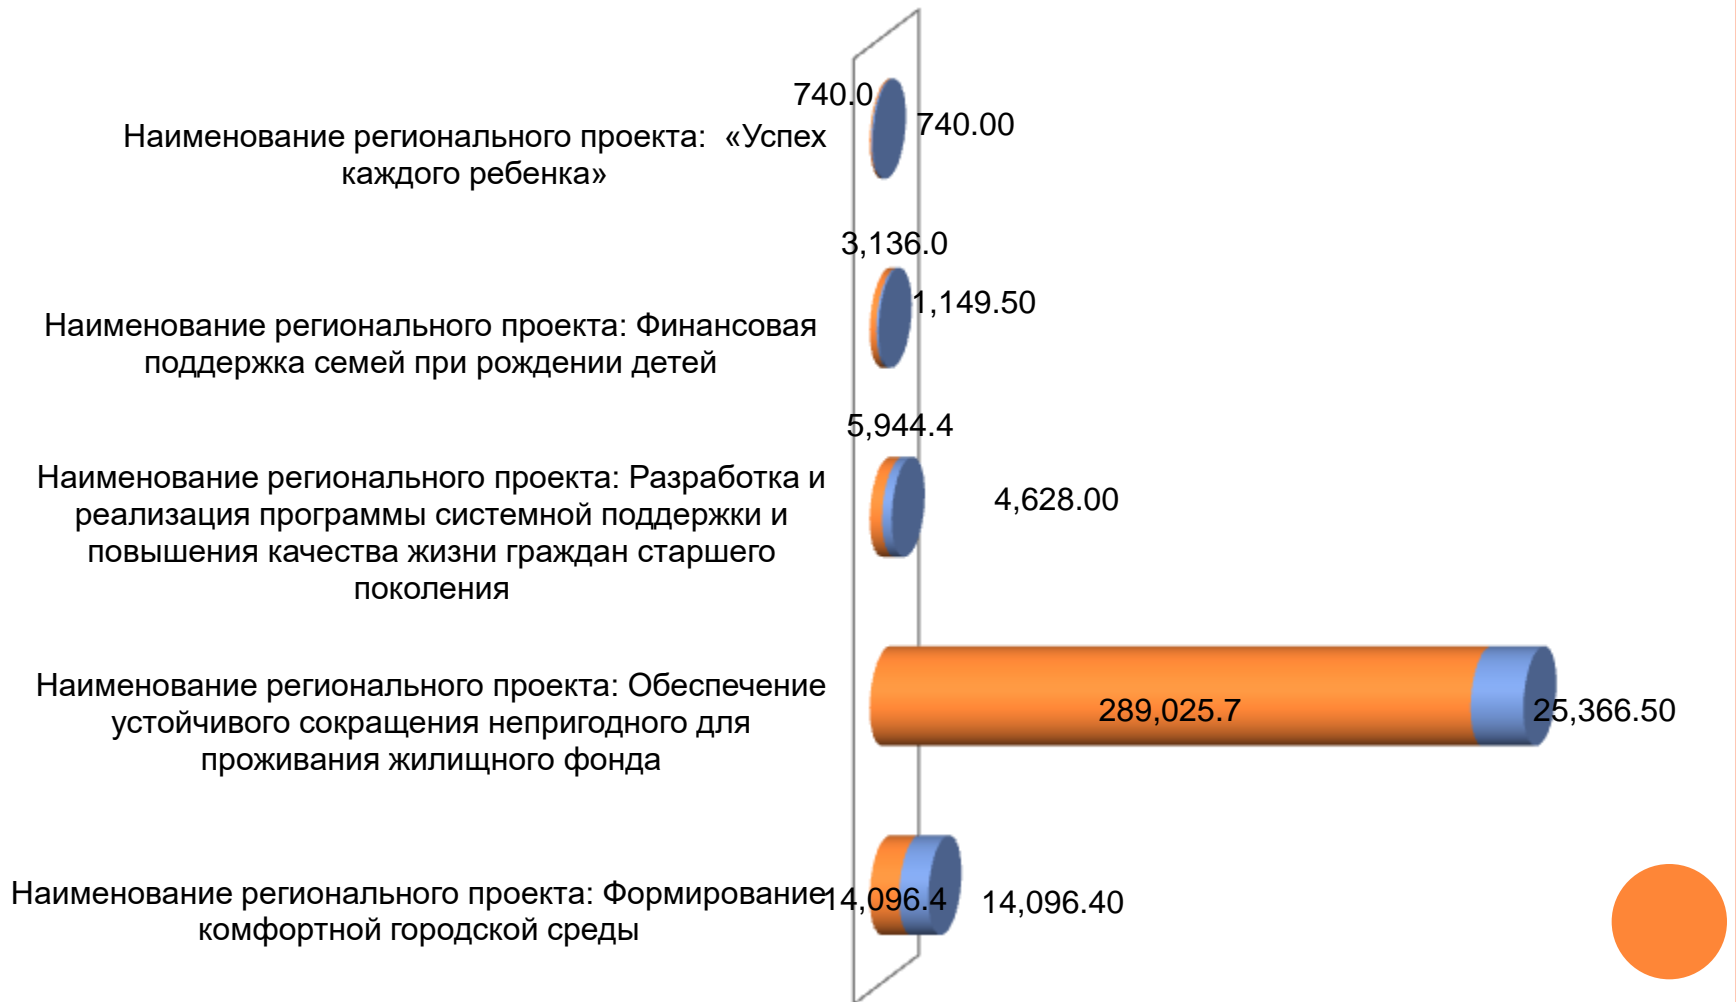 740.0
740.00
Наименование регионального проекта: «Успех
каждого ребенка»
3,136.0
1,149.50
Наименование регионального проекта: Финансовая
поддержка семей при рождении детей
5,944.4
4,628.00
Наименование регионального проекта: Разработка и
реализация программы системной поддержки и
повышения качества жизни граждан старшего
поколения
289,025.7
25,366.50
Наименование регионального проекта: Обеспечение
устойчивого сокращения непригодного для
проживания жилищного фонда
14,096.4
14,096.40
Наименование регионального проекта: Формирование
комфортной городской среды